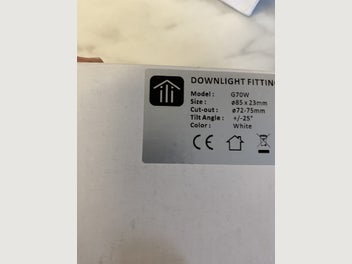 DOWNLIGHT FITTING
Model : G70W
Size : ø85 x 23mm
Cut-out : ø72-75mm
Tilt Angle : +/-25°
Color : White
CE